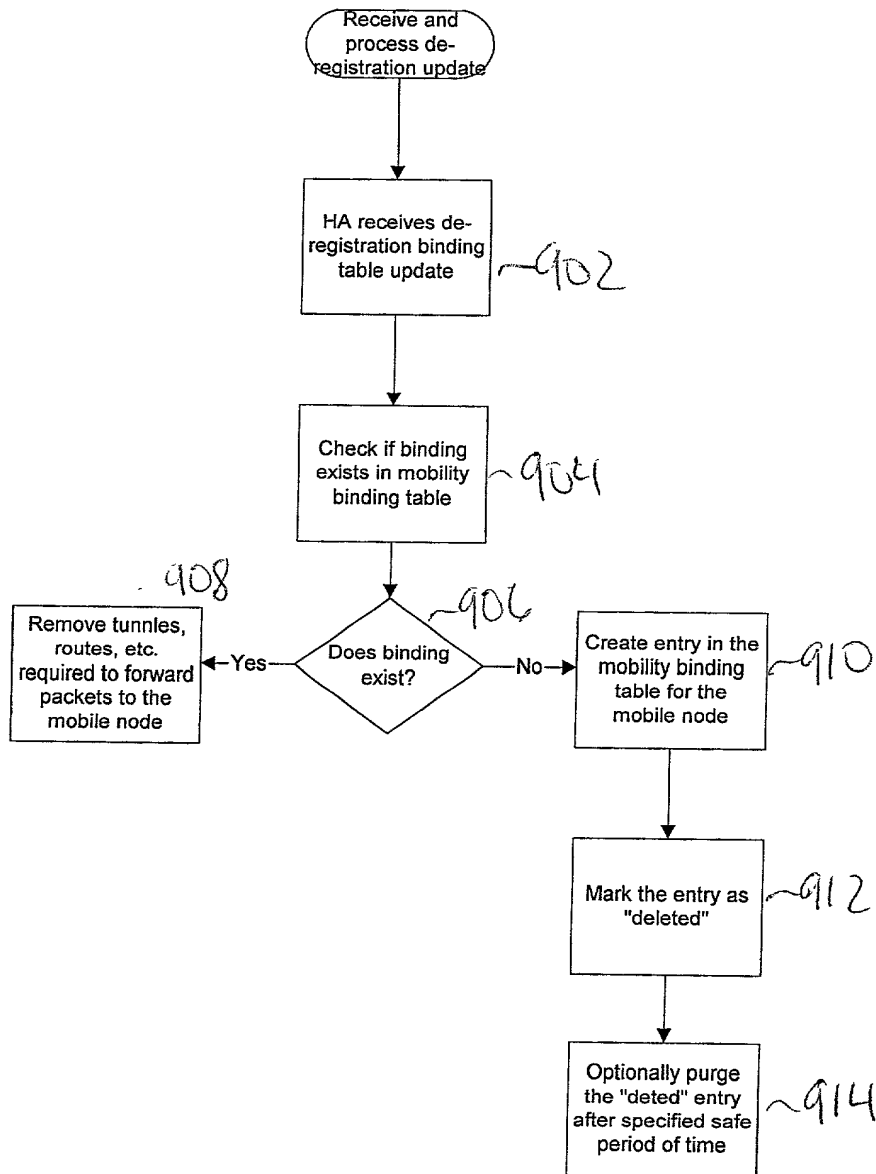 Receive and
process de-
registration update
HA receives de-
registration binding
table update
~902
Check if binding
exists in mobility
binding table
~904
908
~906
Remove tunnles,
routes, etc.
required to forward
packets to the
mobile node
Yes
Does binding
exist?
No
Create entry in the
mobility binding
table for the
mobile node
~910
Mark the entry as
"deleted"
~912
Optionally purge
the "deted" entry
after specified safe
period of time
~914